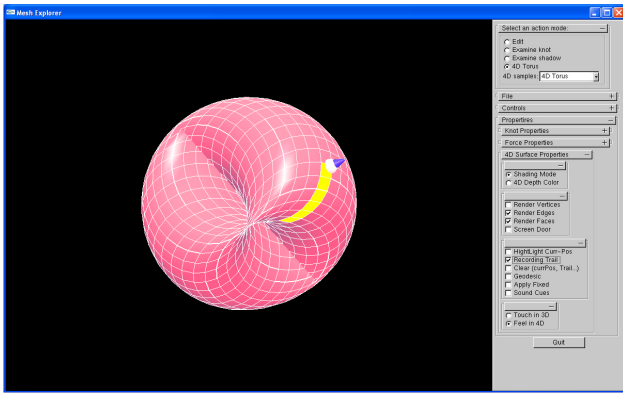 Mesh Explorer
Select an action mode:
Edit
Examine knot
Examine shadow
4D Torus
4D samples: 4D Torus
File
Controls
Propertires
Knot Properties
Force Properties
4D Surface Properties
Shading Mode
4D Depth Color
Render Vertices
Render Edges
Render Faces
Screen Door
HightLight Curr-Pos
Recording Trail
Clear (currPos, Trail...)
Geodesic
Apply Fixed
Sound Cues
Touch in 3D
Feel in 4D
Quit